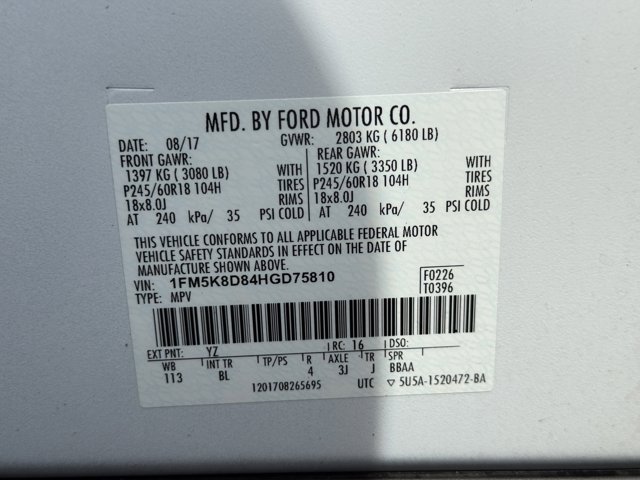 MFD. BY FORD MOTOR CO.
DATE: 08/17 GVWR: 2803 KG ( 6180 LB)
FRONT GAWR: REAR GAWR:
1397 KG ( 3080 LB) WITH 1520 KG ( 3350 LB) WITH
P245/60R18 104H TIRES P245/60R18 104H TIRES
18x8.0J RIMS 18x8.0J RIMS
AT 240 kPa/ 35 PSI COLD AT 240 kPa/ 35 PSI COLD
THIS VEHICLE CONFORMS TO ALL APPLICABLE FEDERAL MOTOR
VEHICLE SAFETY STANDARDS IN EFFECT ON THE DATE OF
MANUFACTURE SHOWN ABOVE.
VIN: 1FM5K8D84HGD75810 F0226
TYPE: MPV T0396
EXT PNT: YZ RC: 16 DSO:
WB INT TR TP/PS R AXLE TR SPR
113 BL 4 3J J BBAA
1201708265695 UTC ▽ 5U5A-1520472-BA